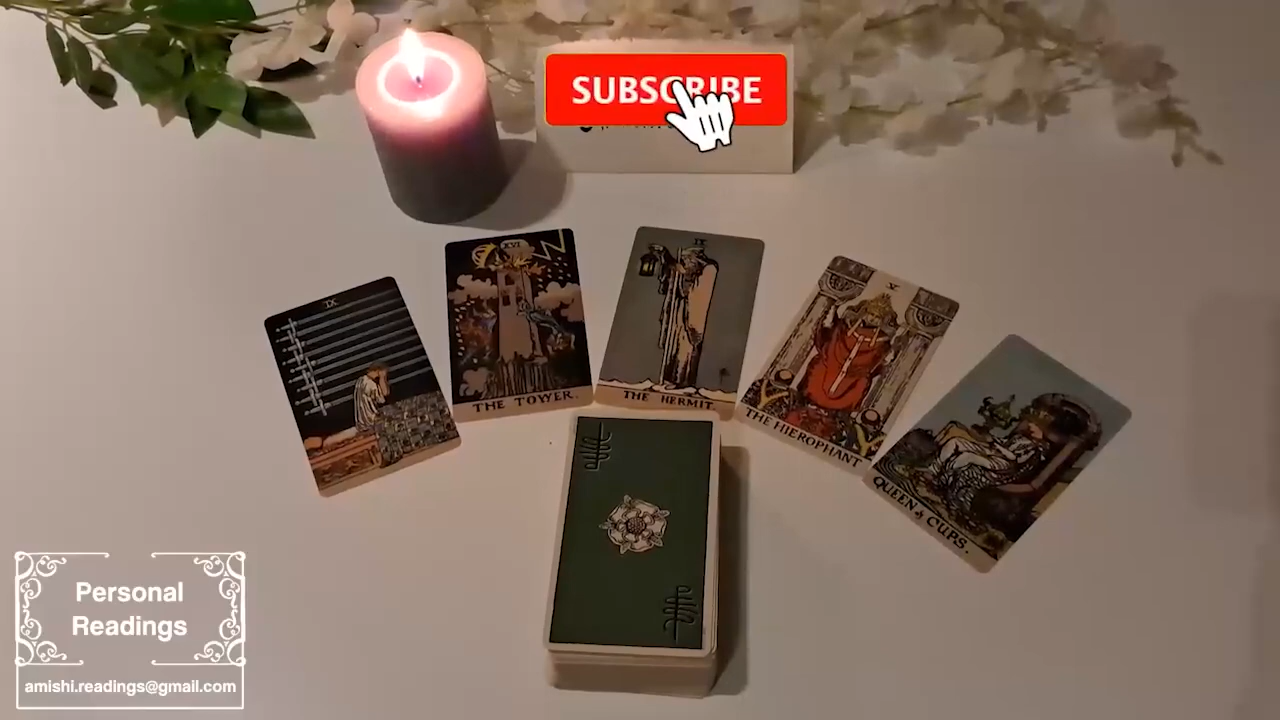 SUBSCRIBE
IX
XVI
THE TOWER.
IX
THE HERMIT.
V
THE HIEROPHANT
QUEEN of CUPS.
Personal
Readings
amishi.readings@gmail.com